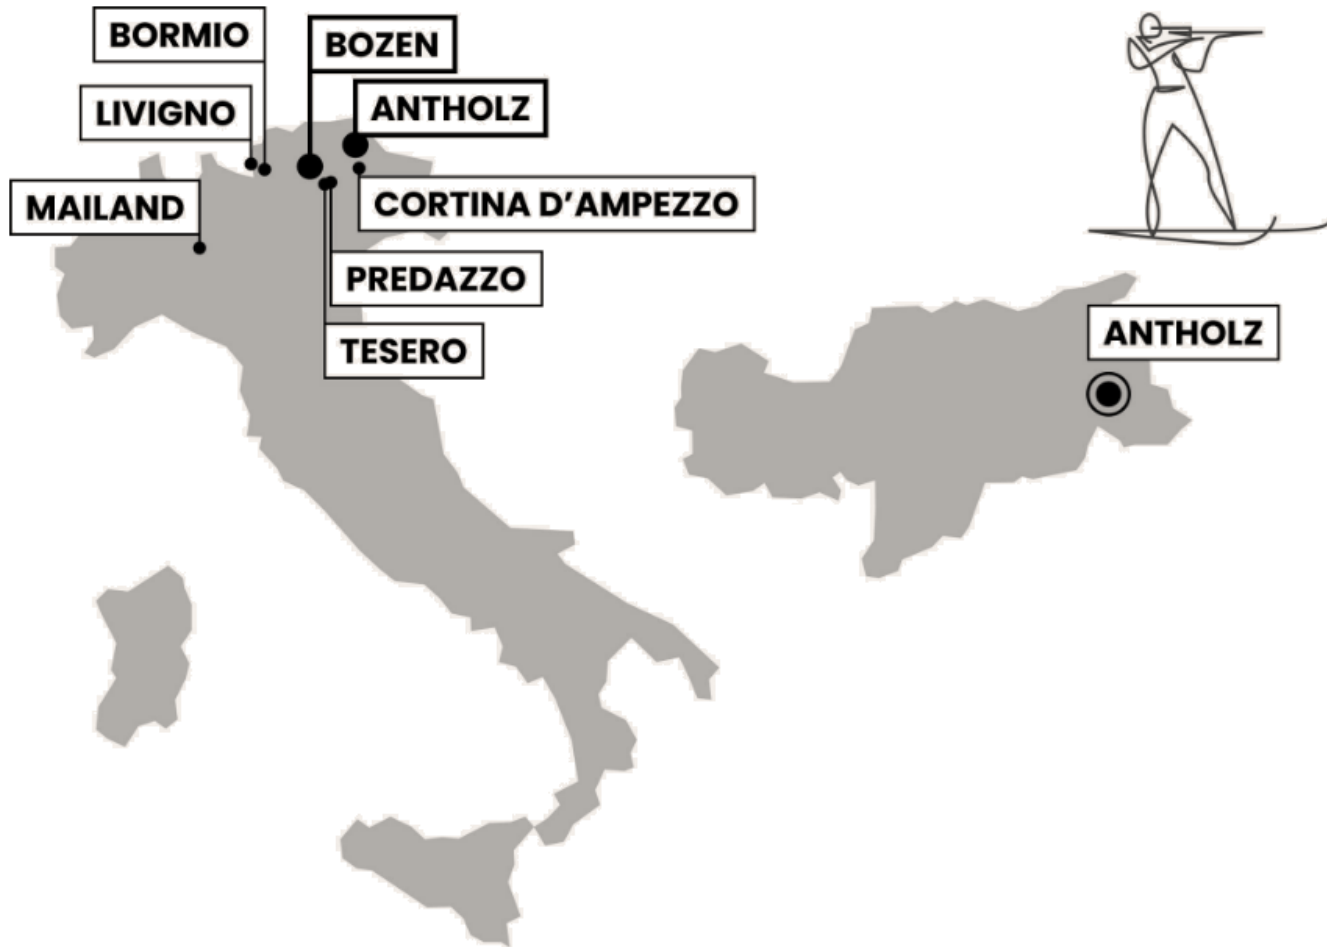 BORMIO
BOZEN
LIVIGNO
ANTHOLZ
MAILAND
CORTINA D’AMPEZZO
PREDAZZO
TESERO
ANTHOLZ